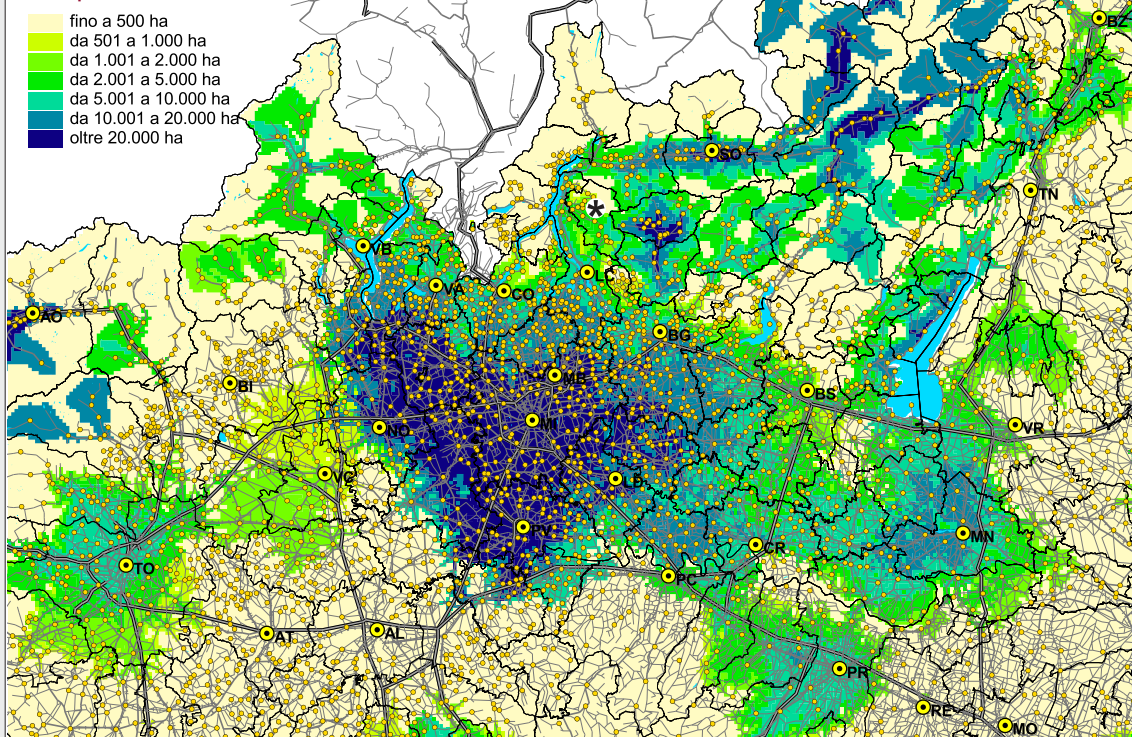 fino a 500 ha
da 501 a 1.000 ha
da 1.001 a 2.000 ha
da 2.001 a 5.000 ha
da 5.001 a 10.000 ha
da 10.001 a 20.000 ha
oltre 20.000 ha
BZ
SO
*
TN
VB
LC
VA
CO
AO
BG
MB
BI
BS
MI
NO
VR
VC
LO
PV
MN
CR
TO
PC
AT
AL
PR
RE
MO